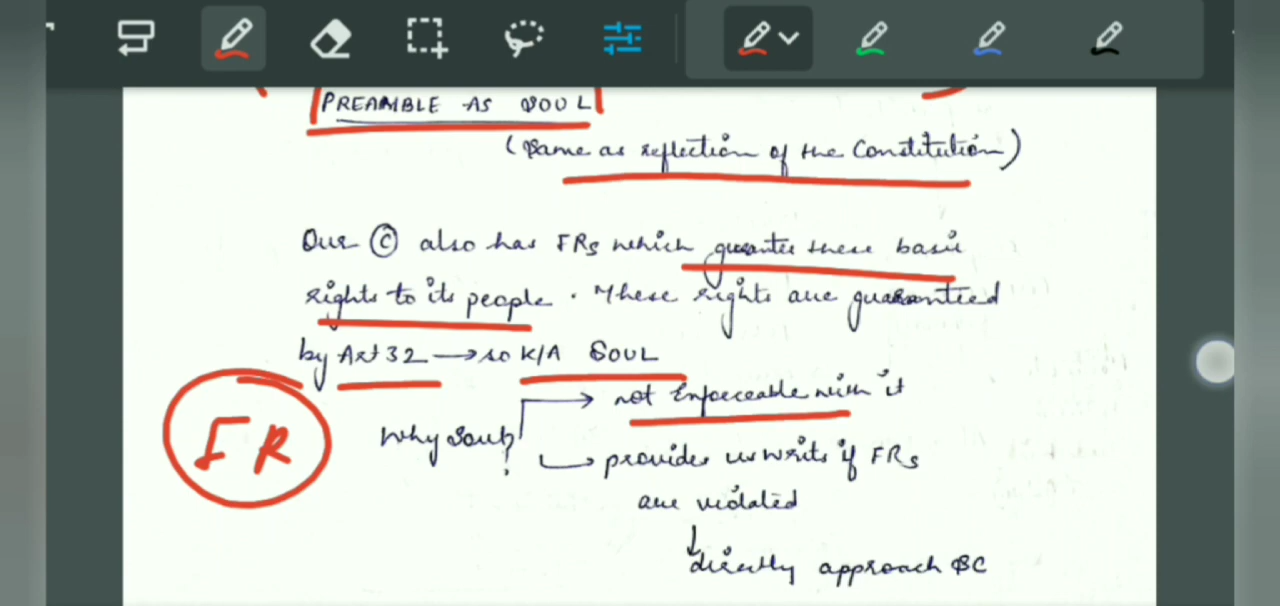 PREAMBLE AS SOUL
(Same as reflection of the Constitution)
Our © also has FRs which guarantee these basic
rights to its people. These rights are guaranteed
by Art 32 → so K/A SOUL
→ not Enforceable with it
FR
Why Soul?
→ provides us writs if FRs
are violated
↓
directly approach SC